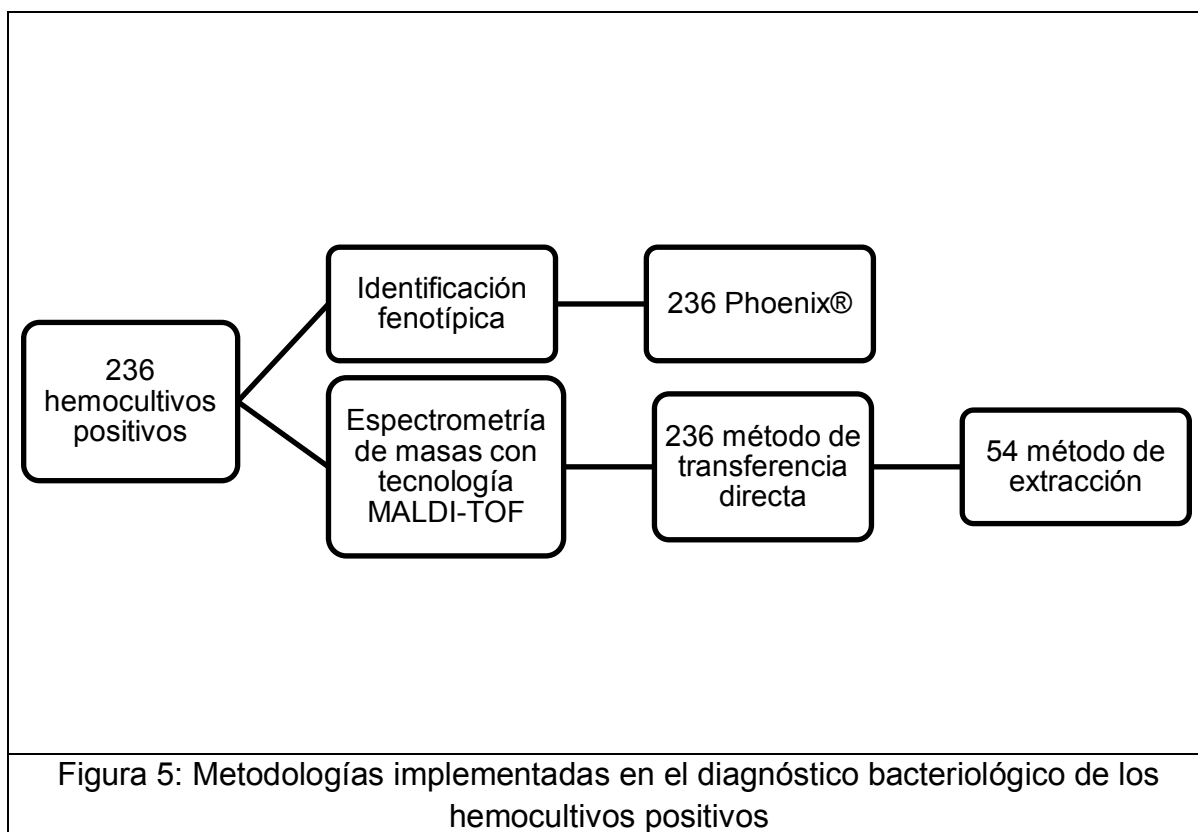 236
hemocultivos
positivos
Identificación
fenotípica
236 Phoenix®
Espectrometría
de masas con
tecnología
MALDI-TOF
236 método de
transferencia
directa
54 método de
extracción
Figura 5: Metodologías implementadas en el diagnóstico bacteriológico de los
hemocultivos positivos